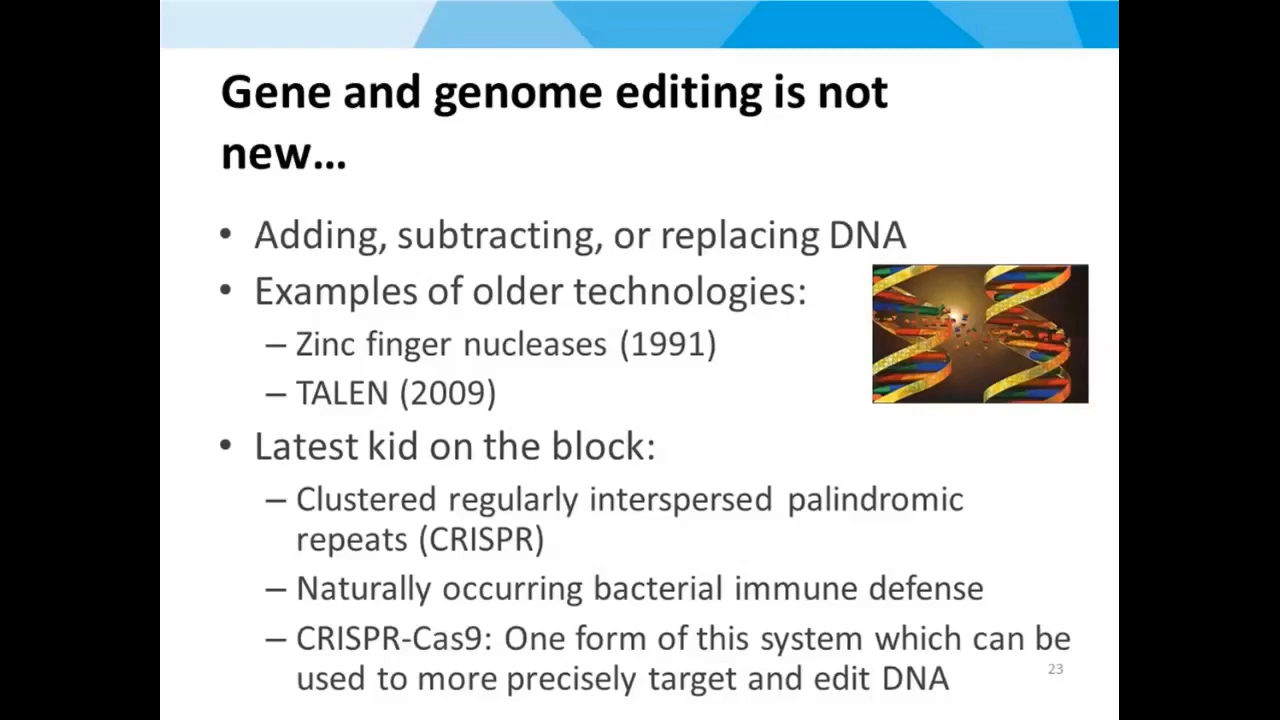 Gene and genome editing is not
new...
• Adding, subtracting, or replacing DNA
• Examples of older technologies:
– Zinc finger nucleases (1991)
– TALEN (2009)
• Latest kid on the block:
– Clustered regularly interspersed palindromic
repeats (CRISPR)
– Naturally occurring bacterial immune defense
– CRISPR-Cas9: One form of this system which can be
used to more precisely target and edit DNA
23